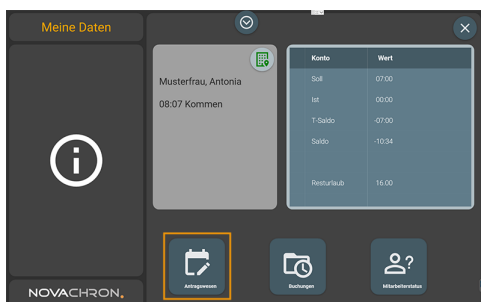 Meine Daten
Musterfrau, Antonia
08:07 Kommen
Konto Wert
Soll 07:00
Ist 00:00
T-Saldo -07:00
Saldo -10:34
Resturlaub 16.00
Antragswesen
Buchungen
?
Mitarbeiterstatus
NOVACHRON.